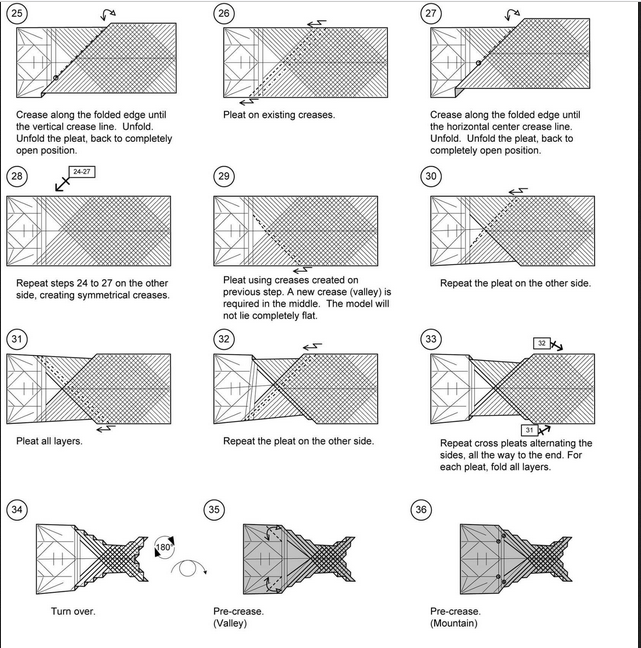 25
26
27
Crease along the folded edge until
the vertical crease line. Unfold.
Unfold the pleat, back to completely
open position.
Pleat on existing creases.
Crease along the folded edge until
the horizontal center crease line.
Unfold. Unfold the pleat, back to
completely open position.
28
24-27
29
30
Repeat steps 24 to 27 on the other
side, creating symmetrical creases.
Pleat using creases created on
previous step. A new crease (valley) is
required in the middle. The model will
not lie completely flat.
Repeat the pleat on the other side.
31
32
33
32
31
Pleat all layers.
Repeat the pleat on the other side.
Repeat cross pleats alternating the
sides, all the way to the end. For
each pleat, fold all layers.
34
180°
35
36
Turn over.
Pre-crease.
(Valley)
Pre-crease.
(Mountain)